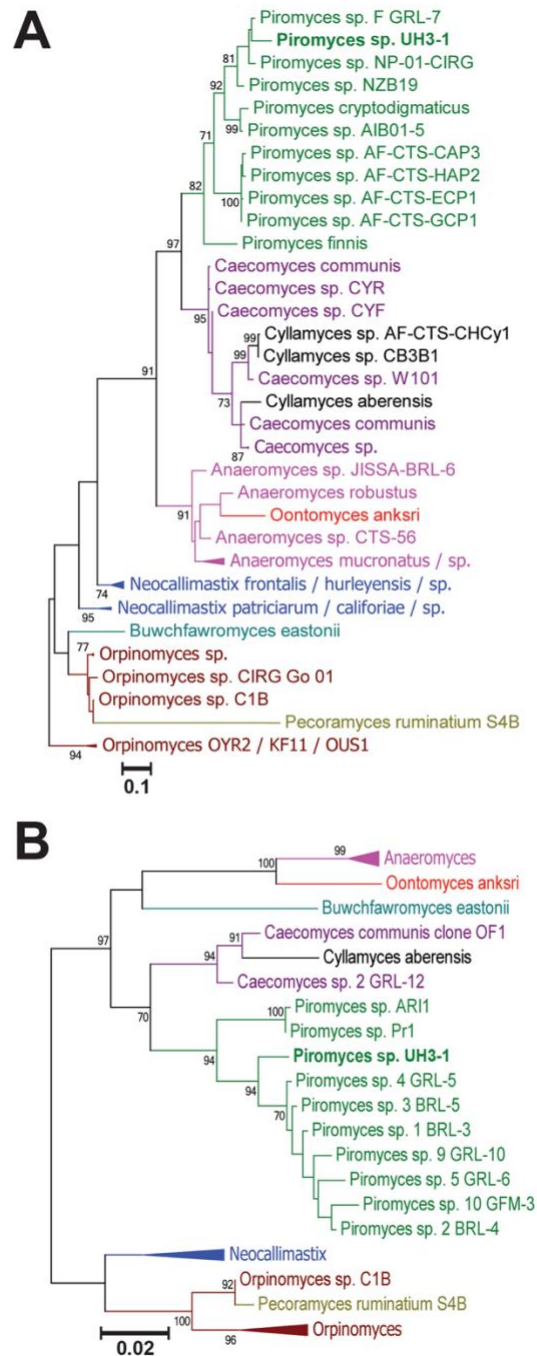 A
Piromyces sp. F GRL-7
Piromyces sp. UH3-1
81
Piromyces sp. NP-01-CIRG
92
Piromyces sp. NZB19
Piromyces cryptodigmaticus
71
99
Piromyces sp. AIB01-5
Piromyces sp. AF-CTS-CAP3
82
Piromyces sp. AF-CTS-HAP2
Piromyces sp. AF-CTS-ECP1
100
Piromyces sp. AF-CTS-GCP1
97
Piromyces finnis
Caecomyces communis
Caecomyces sp. CYR
95
Caecomyces sp. CYF
99
Cyllamyces sp. AF-CTS-CHCy1
99
Cyllamyces sp. CB3B1
91
Caecomyces sp. W101
73
Cyllamyces aberensis
Caecomyces communis
87
Caecomyces sp.
Anaeromyces sp. JISSA-BRL-6
91
Anaeromyces robustus
Oontomyces anksri
Anaeromyces sp. CTS-56
Anaeromyces mucronatus / sp.
74
Neocallimastix frontalis / hurleyensis / sp.
95
Neocallimastix patriciarum / califoriae / sp.
Buwchfawromyces eastonii
77
Orpinomyces sp.
Orpinomyces sp. CIRG Go 01
Orpinomyces sp. C1B
Pecoramyces ruminatium S4B
94
Orpinomyces OYR2 / KF11 / OUS1
0.1
B
99
100
Anaeromyces
Oontomyces anksri
Buwchfawromyces eastonii
97
91
Caecomyces communis clone OF1
94
Cyllamyces aberensis
Caecomyces sp. 2 GRL-12
70
100
Piromyces sp. ARI1
Piromyces sp. Pr1
94
Piromyces sp. UH3-1
94
Piromyces sp. 4 GRL-5
70
Piromyces sp. 3 BRL-5
Piromyces sp. 1 BRL-3
Piromyces sp. 9 GRL-10
Piromyces sp. 5 GRL-6
Piromyces sp. 10 GFM-3
Piromyces sp. 2 BRL-4
Neocallimastix
92
Orpinomyces sp. C1B
Pecoramyces ruminatium S4B
100
96
Orpinomyces
0.02